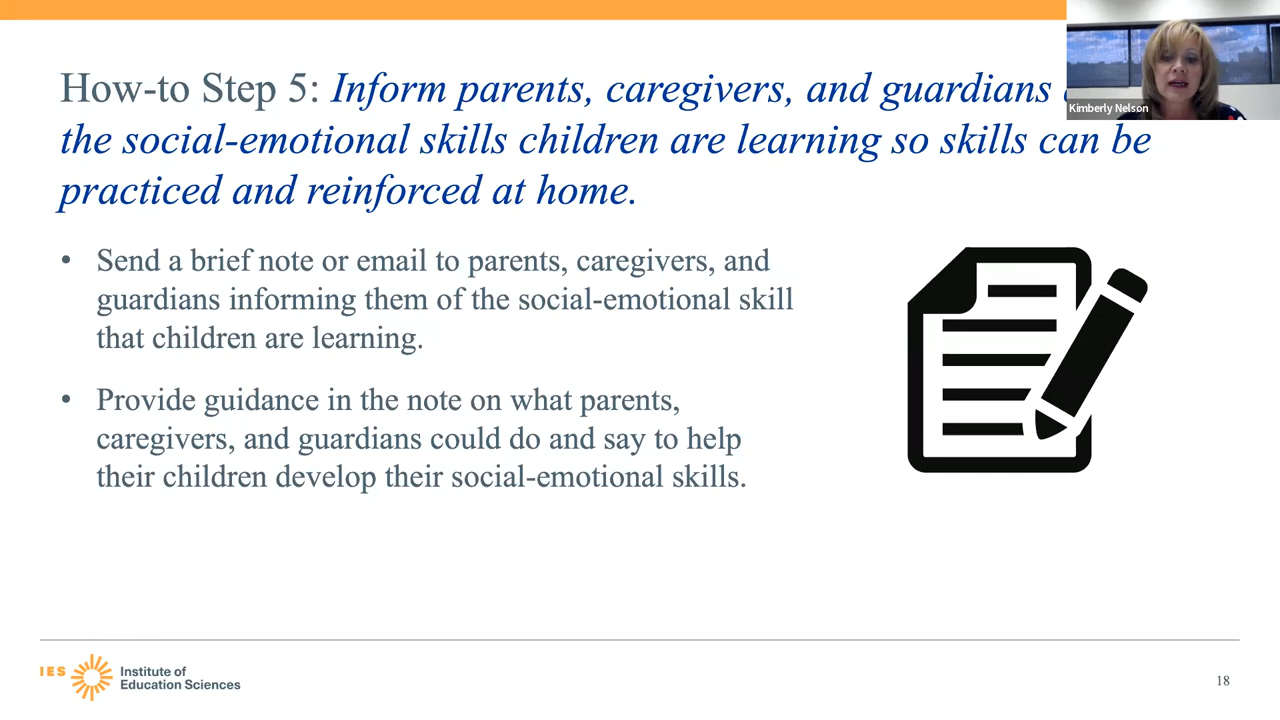 How-to Step 5: Inform parents, caregivers, and guardians
the social-emotional skills children are learning so skills can be
practiced and reinforced at home.
Kimberly Nelson
• Send a brief note or email to parents, caregivers, and
guardians informing them of the social-emotional skill
that children are learning.
• Provide guidance in the note on what parents,
caregivers, and guardians could do and say to help
their children develop their social-emotional skills.
IES
Institute of
Education Sciences
18